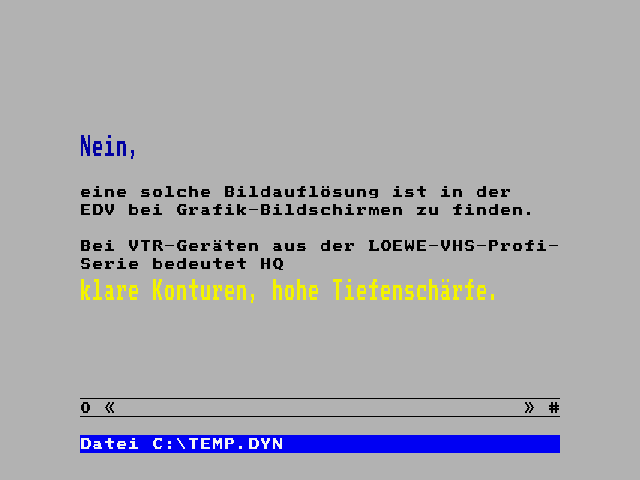 Nein,
eine solche Bildauflösung ist in der
EDV bei Grafik-Bildschirmen zu finden.
Bei VTR-Geräten aus der LOEWE-VHS-Profi-
Serie bedeutet HQ
klare Konturen, hohe Tiefenschärfe.
0 « » #
Datei C:\TEMP.DYN